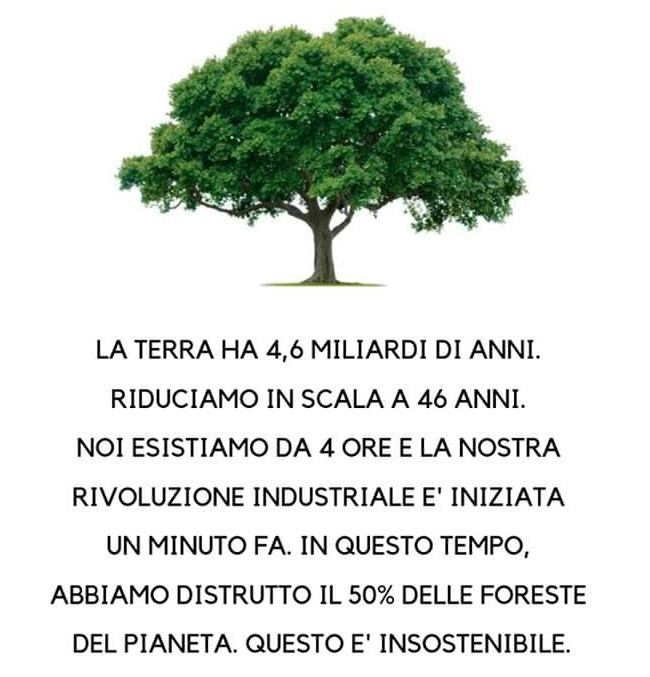 LA TERRA HA 4,6 MILIARDI DI ANNI.
RIDUCIAMO IN SCALA A 46 ANNI.
NOI ESISTIAMO DA 4 ORE E LA NOSTRA
RIVOLUZIONE INDUSTRIALE E' INIZIATA
UN MINUTO FA. IN QUESTO TEMPO,
ABBIAMO DISTRUTTO IL 50% DELLE FORESTE
DEL PIANETA. QUESTO E' INSOSTENIBILE.